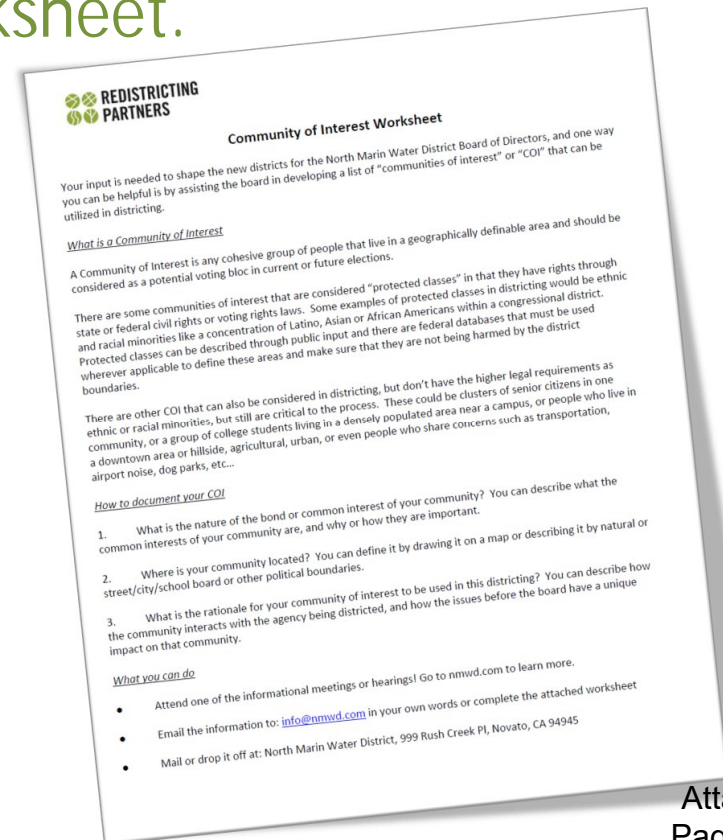 ksheet.
REDISTRICTING
PARTNERS
Community of Interest Worksheet
Your input is needed to shape the new districts for the North Marin Water District Board of Directors, and one way
you can be helpful is by assisting the board in developing a list of “communities of interest” or “COI” that can be
utilized in districting.
What is a Community of Interest
A Community of Interest is any cohesive group of people that live in a geographically definable area and should be
considered as a potential voting bloc in current or future elections.
There are some communities of interest that are considered “protected classes” in that they have rights through
state or federal civil rights or voting rights laws. Some examples of protected classes in districting would be ethnic
and racial minorities like a concentration of Latino, Asian or African Americans within a congressional district.
Protected classes can be described through public input and there are federal databases that must be used
wherever applicable to define these areas and make sure that they are not being harmed by the district
boundaries.
There are other COI that can also be considered in districting, but don’t have the higher legal requirements as
ethnic or racial minorities, but still are critical to the process. These could be clusters of senior citizens in one
community, or a group of college students living in a densely populated area near a campus, or people who live in
a downtown area or hillside, agricultural, urban, or even people who share concerns such as transportation,
airport noise, dog parks, etc...
How to document your COI
1. What is the nature of the bond or common interest of your community? You can describe what the
common interests of your community are, and why or how they are important.
2. Where is your community located? You can define it by drawing it on a map or describing it by natural or
street/city/school board or other political boundaries.
3. What is the rationale for your community of interest to be used in this districting? You can describe how
the community interacts with the agency being districted, and how the issues before the board have a unique
impact on that community.
What you can do
• Attend one of the informational meetings or hearings! Go to nmwd.com to learn more.
• Email the information to: info@nmwd.com in your own words or complete the attached worksheet
• Mail or drop it off at: North Marin Water District, 999 Rush Creek Pl, Novato, CA 94945
Atta
Pag